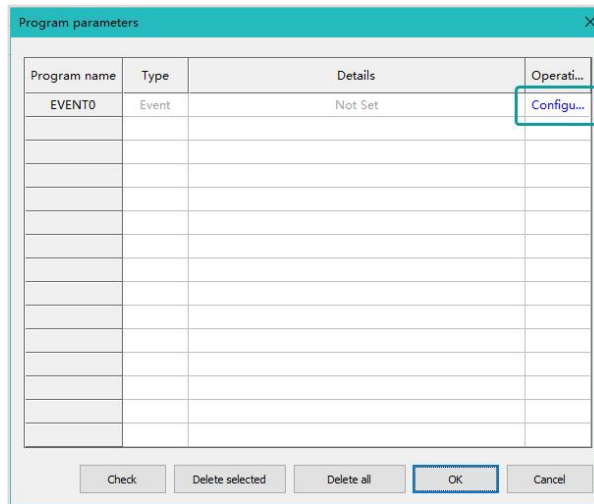 Program parameters
Program name Type Details Operati...
EVENT0 Event Not Set Configu...
Check Delete selected Delete all OK Cancel